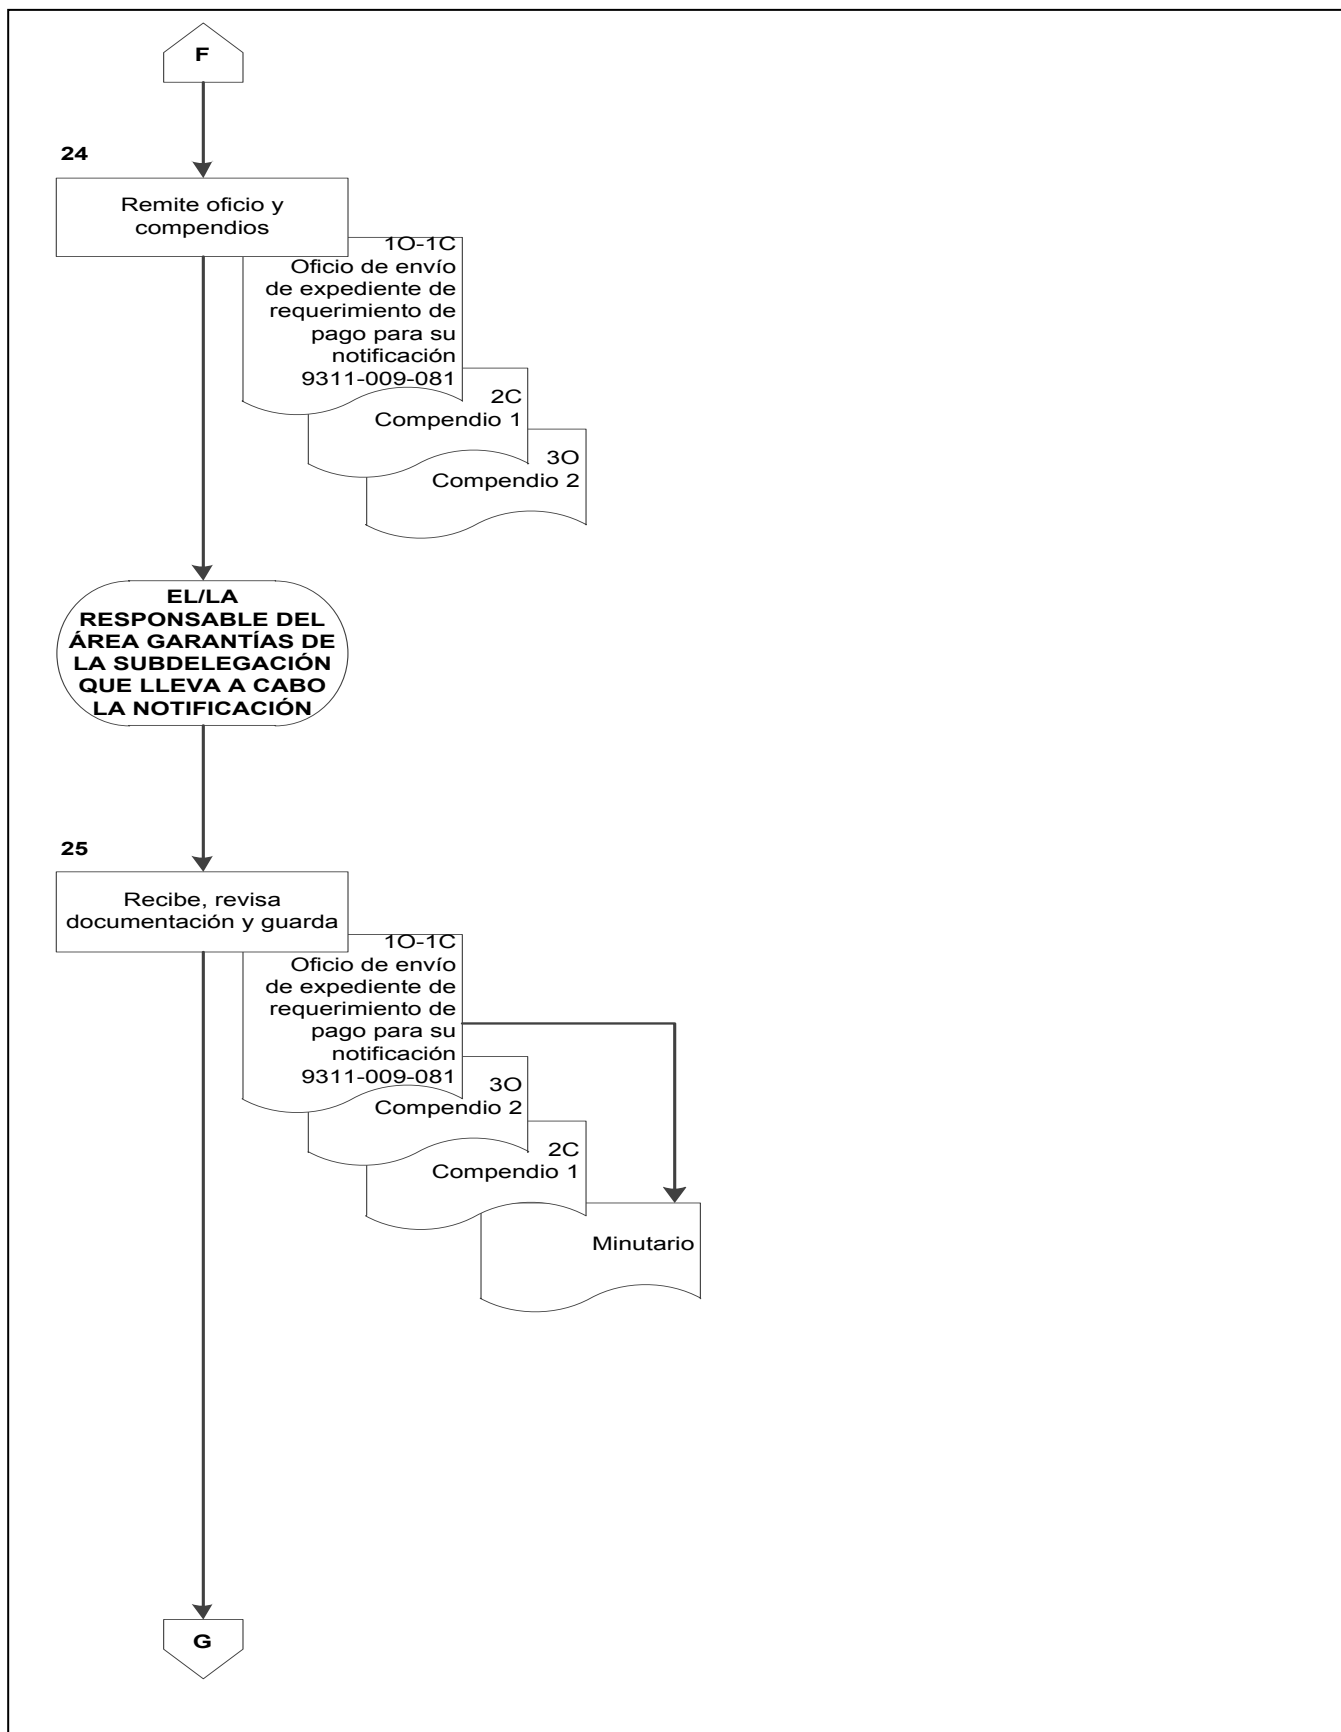 F
24
Remite oficio y
compendios
1O-1C
Oficio de envío
de expediente de
requerimiento de
pago para su
notificación
9311-009-081
2C
Compendio 1
3O
Compendio 2
EL/LA
RESPONSABLE DEL
ÁREA GARANTÍAS DE
LA SUBDELEGACIÓN
QUE LLEVA A CABO
LA NOTIFICACIÓN
25
Recibe, revisa
documentación y guarda
1O-1C
Oficio de envío
de expediente de
requerimiento de
pago para su
notificación
9311-009-081
3O
Compendio 2
2C
Compendio 1
Minutario
G